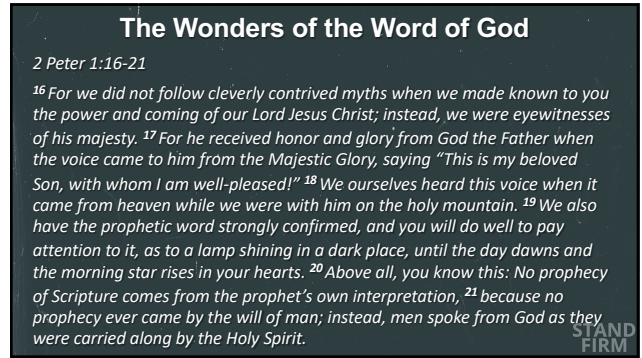 The Wonders of the Word of God
2 Peter 1:16-21
16 For we did not follow cleverly contrived myths when we made known to you
the power and coming of our Lord Jesus Christ; instead, we were eyewitnesses
of his majesty. 17 For he received honor and glory from God the Father when
the voice came to him from the Majestic Glory, saying “This is my beloved
Son, with whom I am well-pleased!” 18 We ourselves heard this voice when it
came from heaven while we were with him on the holy mountain. 19 We also
have the prophetic word strongly confirmed, and you will do well to pay
attention to it, as to a lamp shining in a dark place, until the day dawns and
the morning star rises in your hearts. 20 Above all, you know this: No prophecy
of Scripture comes from the prophet’s own interpretation, 21 because no
prophecy ever came by the will of man; instead, men spoke from God as they
were carried along by the Holy Spirit.
STAND
FIRM